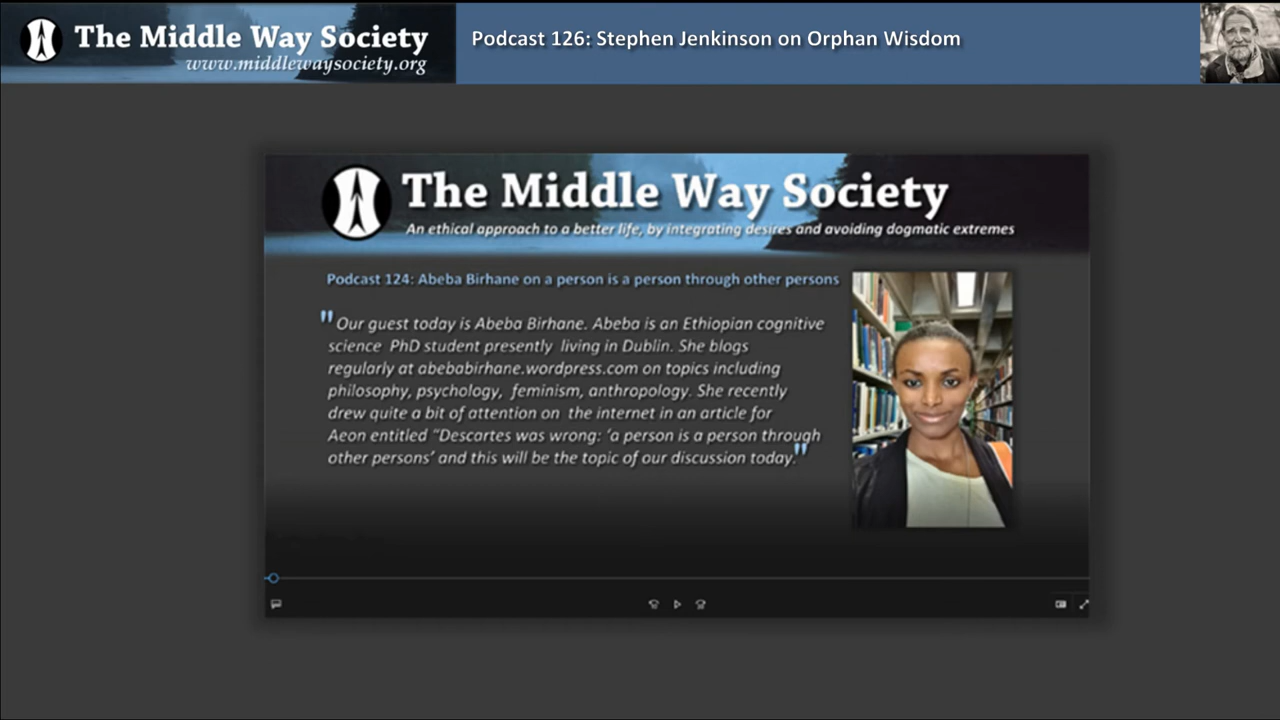 The Middle Way Society
www.middlewaysociety.org
Podcast 126: Stephen Jenkinson on Orphan Wisdom
The Middle Way Society
An ethical approach to a better life, by integrating desires and avoiding dogmatic extremes
Podcast 124: Abeba Birhane on a person is a person through other persons
"Our guest today is Abeba Birhane. Abeba is an Ethiopian cognitive
science PhD student presently living in Dublin. She blogs
regularly at abebabirhane.wordpress.com on topics including
philosophy, psychology, feminism, anthropology. She recently
drew quite a bit of attention on the internet in an article for
Aeon entitled “Descartes was wrong: ‘a person is a person through
other persons’ and this will be the topic of our discussion today."